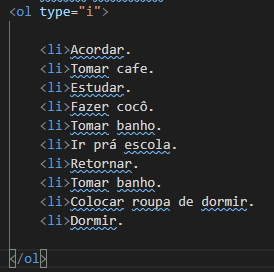 <ol type="i">
<li>Acordar.
<li>Tomar cafe.
<li>Estudar.
<li>Fazer cocô.
<li>Tomar banho.
<li>Ir prá escola.
<li>Retornar.
<li>Tomar banho.
<li>Colocar roupa de dormir.
<li>Dormir.
</ol>